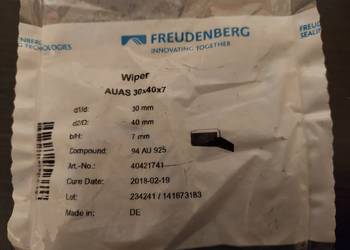 FREUDENBERG
INNOVATING TOGETHER
Wiper
AUAS 30x40x7
d1/d: 30 mm
d2/D: 40 mm
b/H: 7 mm
Compound: 94 AU 925
Art.-No.: 40421741
Cure Date: 2018-02-19
Lot: 234241 / 141673183
Made in: DE